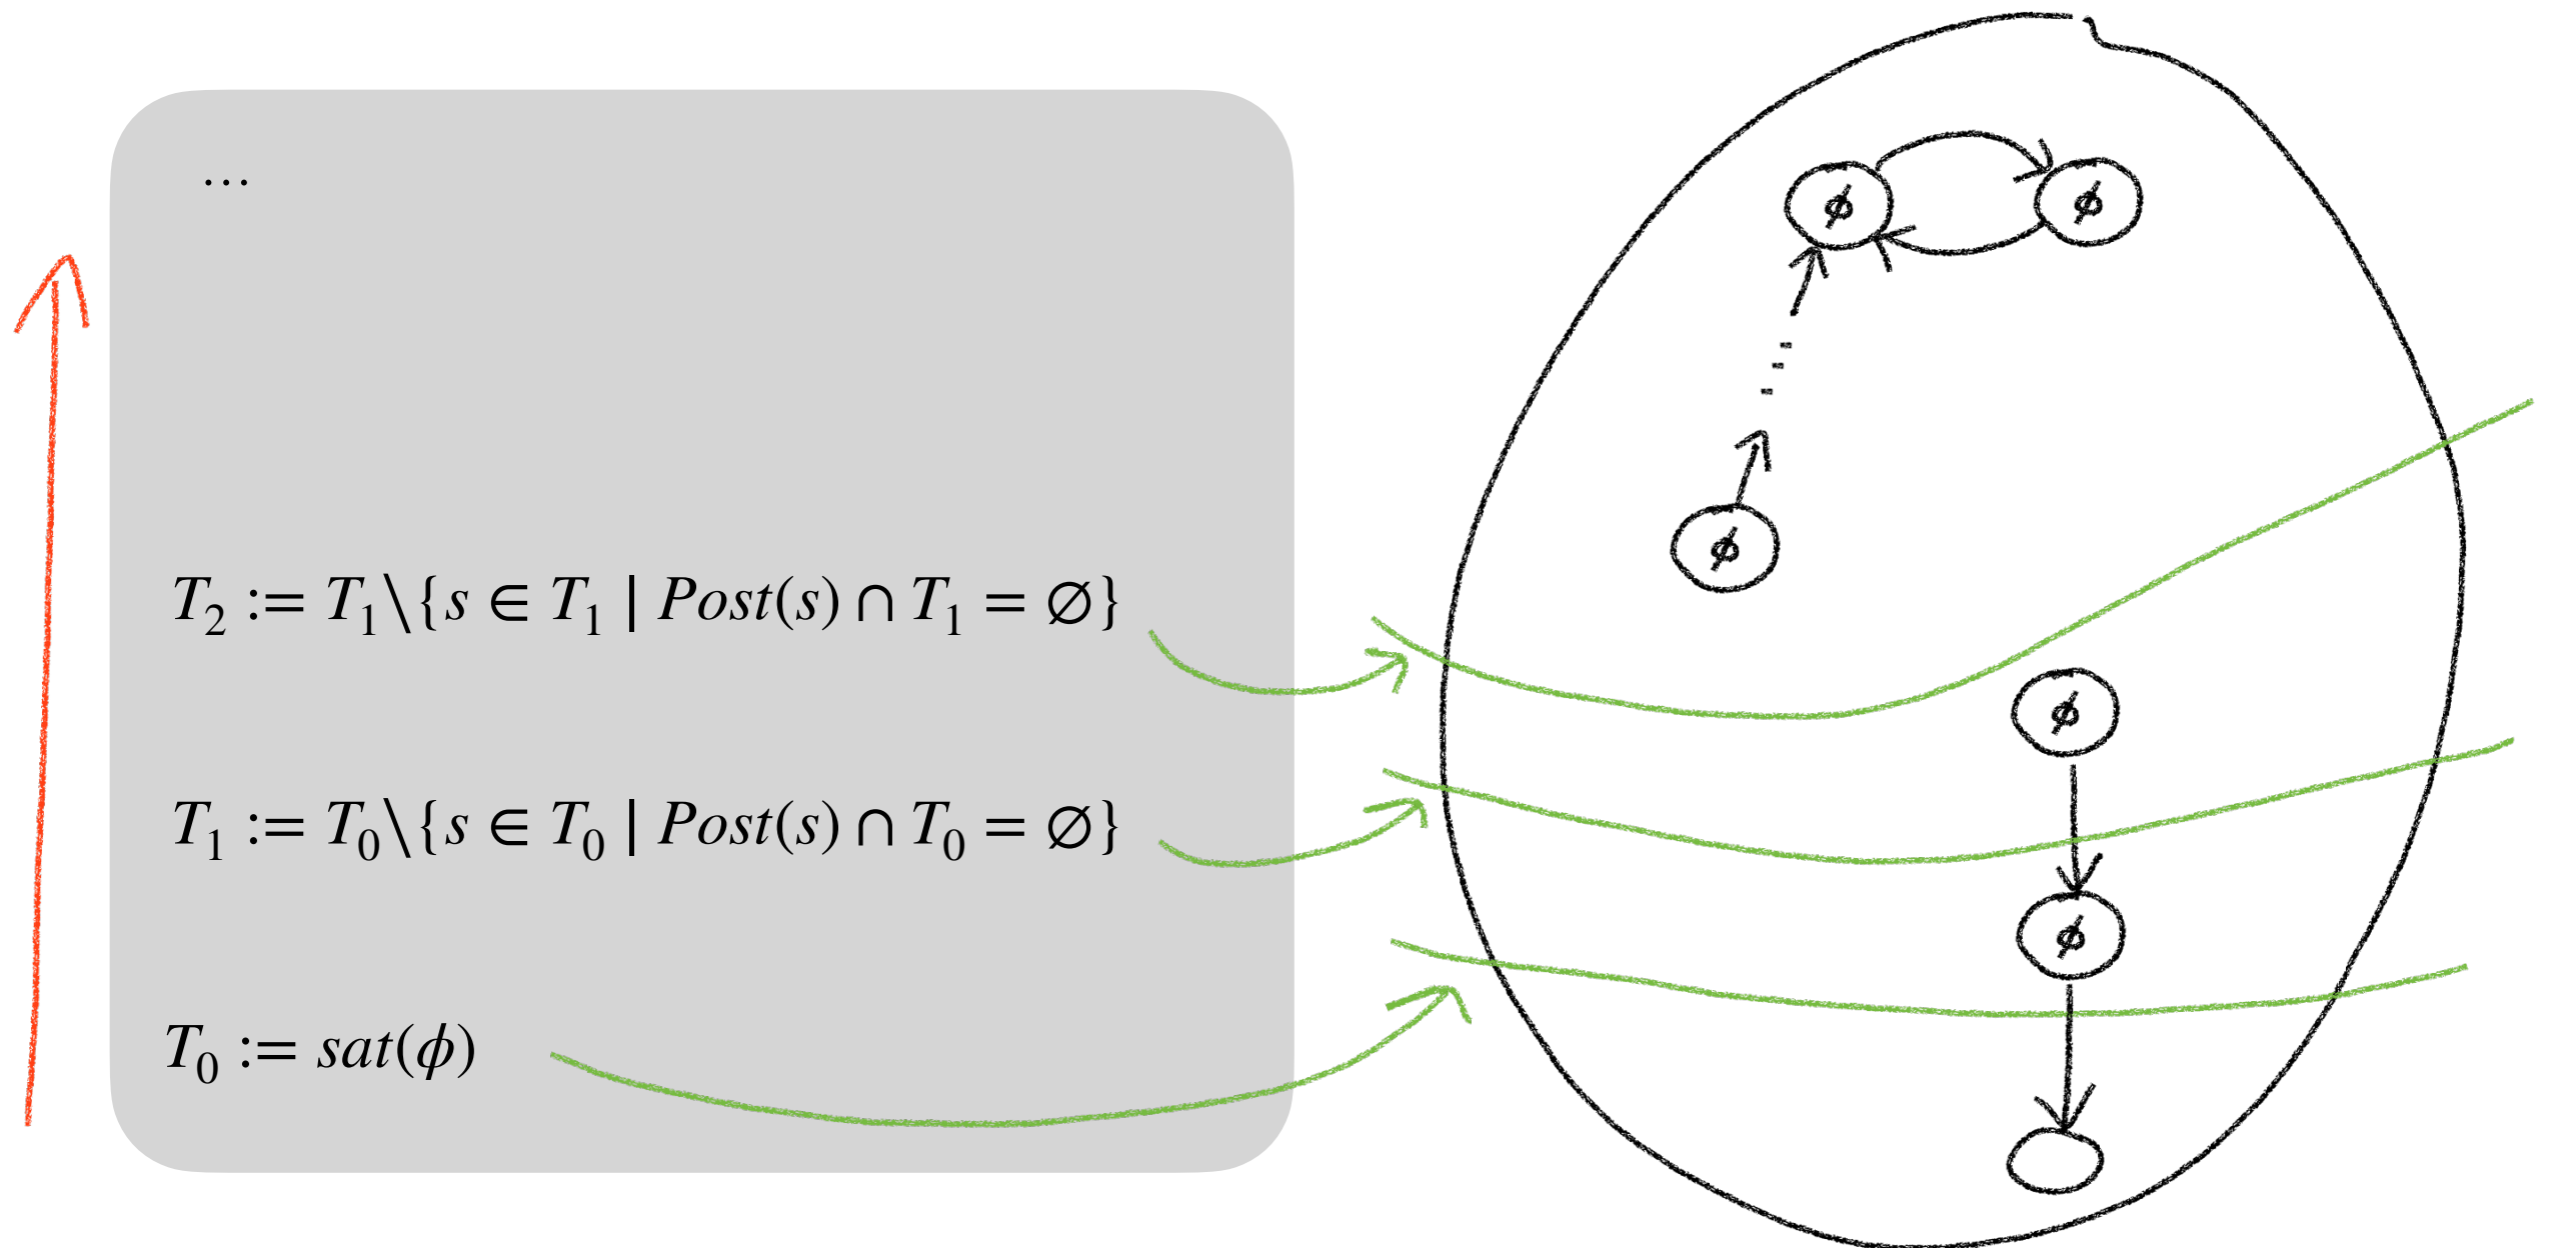 …
ϕ ϕ
ϕ
T₂ := T₁\{s ∈ T₁ | Post(s) ∩ T₁ = ∅}
ϕ
T₁ := T₀\{s ∈ T₀ | Post(s) ∩ T₀ = ∅}
ϕ
T₀ := sat(ϕ)